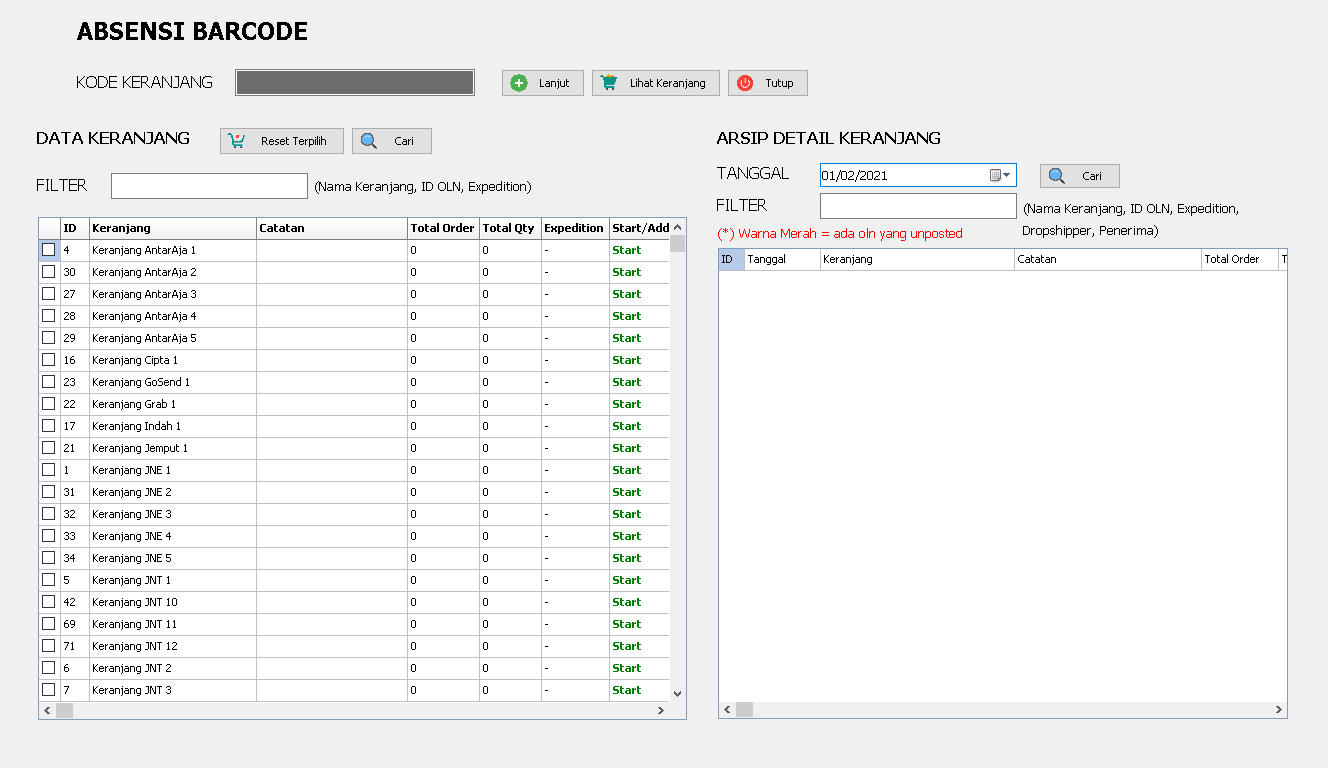 ABSENSI BARCODE
KODE KERANJANG
Lanjut
Lihat Keranjang
Tutup
DATA KERANJANG
Reset Terpilih
Cari
FILTER
(Nama Keranjang, ID OLN, Expedition)
ID Keranjang Catatan Total Order Total Qty Expedition Start/Add
4 Keranjang AntarAja 1 0 0 - Start
30 Keranjang AntarAja 2 0 0 - Start
27 Keranjang AntarAja 3 0 0 - Start
28 Keranjang AntarAja 4 0 0 - Start
29 Keranjang AntarAja 5 0 0 - Start
16 Keranjang Cipta 1 0 0 - Start
23 Keranjang GoSend 1 0 0 - Start
22 Keranjang Grab 1 0 0 - Start
17 Keranjang Indah 1 0 0 - Start
21 Keranjang Jemput 1 0 0 - Start
1 Keranjang JNE 1 0 0 - Start
31 Keranjang JNE 2 0 0 - Start
32 Keranjang JNE 3 0 0 - Start
33 Keranjang JNE 4 0 0 - Start
34 Keranjang JNE 5 0 0 - Start
5 Keranjang JNT 1 0 0 - Start
42 Keranjang JNT 10 0 0 - Start
69 Keranjang JNT 11 0 0 - Start
71 Keranjang JNT 12 0 0 - Start
6 Keranjang JNT 2 0 0 - Start
7 Keranjang JNT 3 0 0 - Start
ARSIP DETAIL KERANJANG
TANGGAL
01/02/2021
Cari
FILTER
(Nama Keranjang, ID OLN, Expedition,
Dropshipper, Penerima)
(*) Warna Merah = ada oln yang unposted
ID Tanggal Keranjang Catatan Total Order T